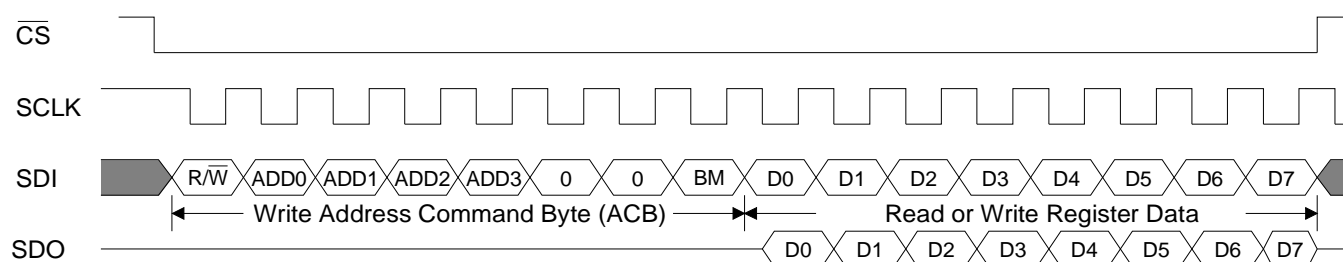 C̅S̅
SCLK
SDI R/W̅ ADD0 ADD1 ADD2 ADD3 0 0 BM D0 D1 D2 D3 D4 D5 D6 D7
Write Address Command Byte (ACB) Read or Write Register Data
SDO D0 D1 D2 D3 D4 D5 D6 D7